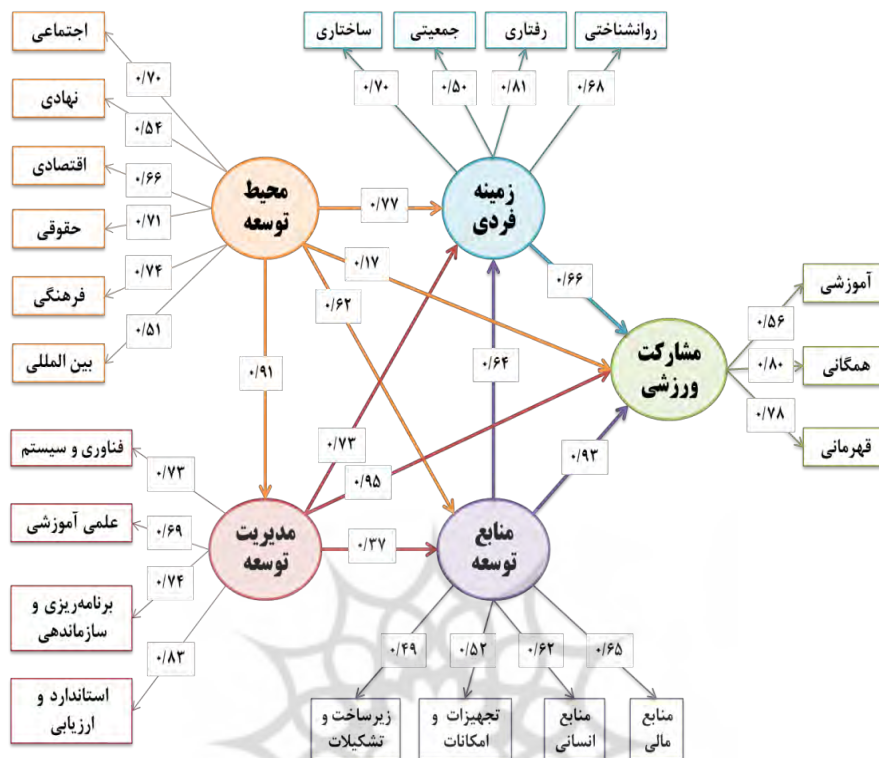 ساختاری
جمعیتی
رفتاری
روانشناختی
۰/۷۰
۰/۵۰
۰/۸۱
۰/۶۸
اجتماعی
نهادی
اقتصادی
حقوقی
فرهنگی
بین المللی
۰/۷۰
۰/۵۴
۰/۶۶
۰/۷۱
۰/۷۴
۰/۵۱
محیط
توسعه
زمینه
فردی
۰/۷۷
۰/۱۷
۰/۶۲
۰/۶۶
۰/۹۱
۰/۶۴
۰/۷۳
۰/۹۵
۰/۹۳
۰/۳۷
مشارکت
ورزشی
۰/۵۶
۰/۸۰
۰/۷۸
آموزشی
همگانی
قهرمانی
فناوری و سیستم
علمی آموزشی
برنامه‌ریزی و
سازماندهی
استاندارد و
ارزیابی
۰/۷۳
۰/۶۹
۰/۷۴
۰/۸۳
مدیریت
توسعه
منابع
توسعه
۰/۴۹
۰/۵۲
۰/۶۲
۰/۶۵
زیرساخت و
تشکیلات
تجهیزات و
امکانات
منابع
انسانی
منابع
مالی